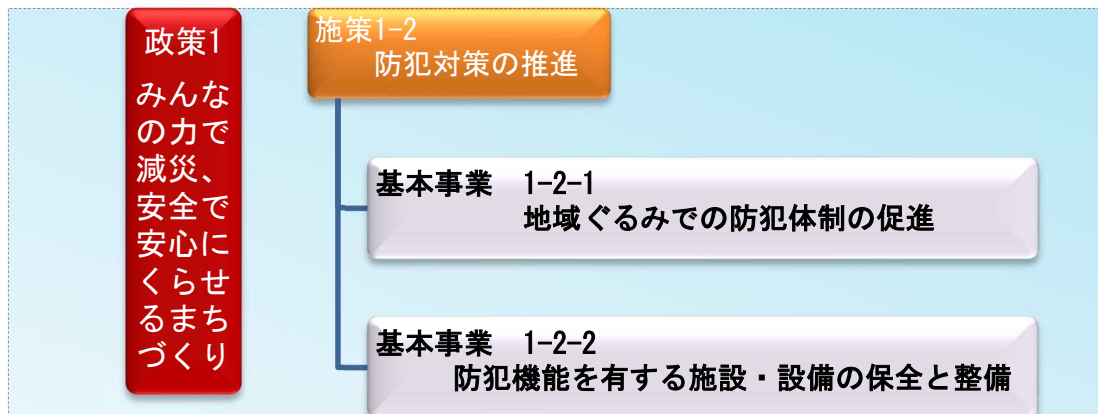 政策1
みんな
の力で
減災、
安全で
安心に
くらせ
るまち
づくり
施策1-2
防犯対策の推進
基本事業 1-2-1
地域ぐるみでの防犯体制の促進
基本事業 1-2-2
防犯機能を有する施設・設備の保全と整備